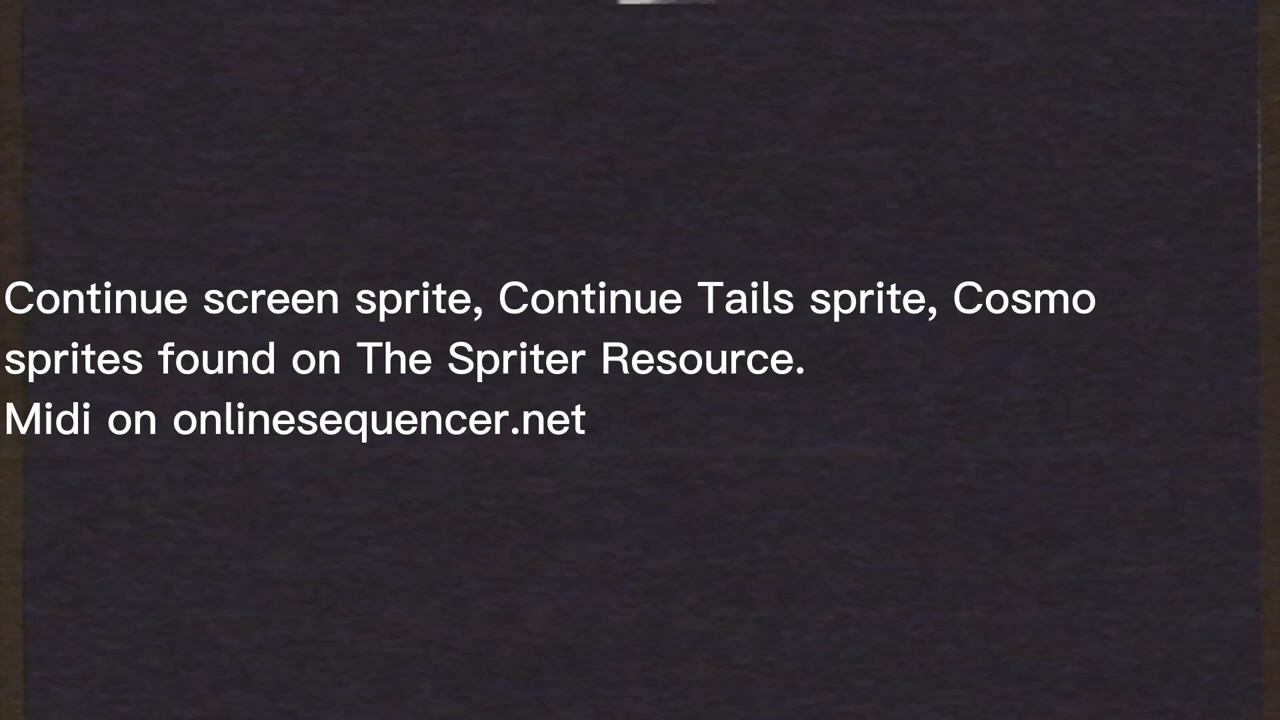 Continue screen sprite, Continue Tails sprite, Cosmo
sprites found on The Spriter Resource.
Midi on onlinesequencer.net